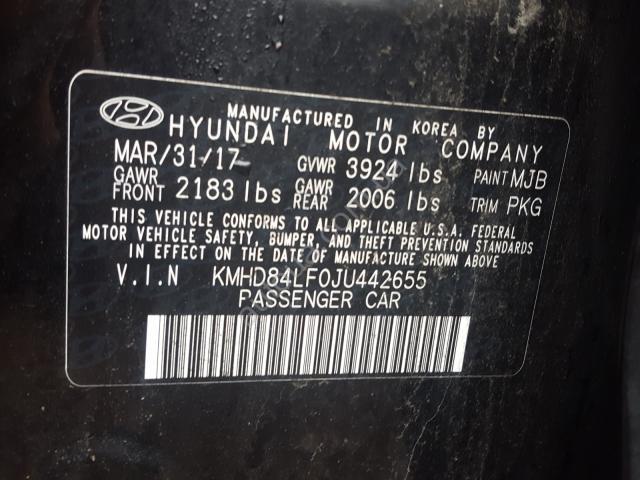 MANUFACTURED IN KOREA BY
HYUNDAI MOTOR COMPANY
MAR/31/17 GVWR 3924 lbs PAINT MJB
GAWR FRONT 2183 lbs GAWR REAR 2006 lbs TRIM PKG
THIS VEHICLE CONFORMS TO ALL APPLICABLE U.S.A. FEDERAL
MOTOR VEHICLE SAFETY, BUMPER, AND THEFT PREVENTION STANDARDS
IN EFFECT ON THE DATE OF MANUFACTURE SHOWN ABOVE.
V.I.N KMHD84LF0JU442655
PASSENGER CAR